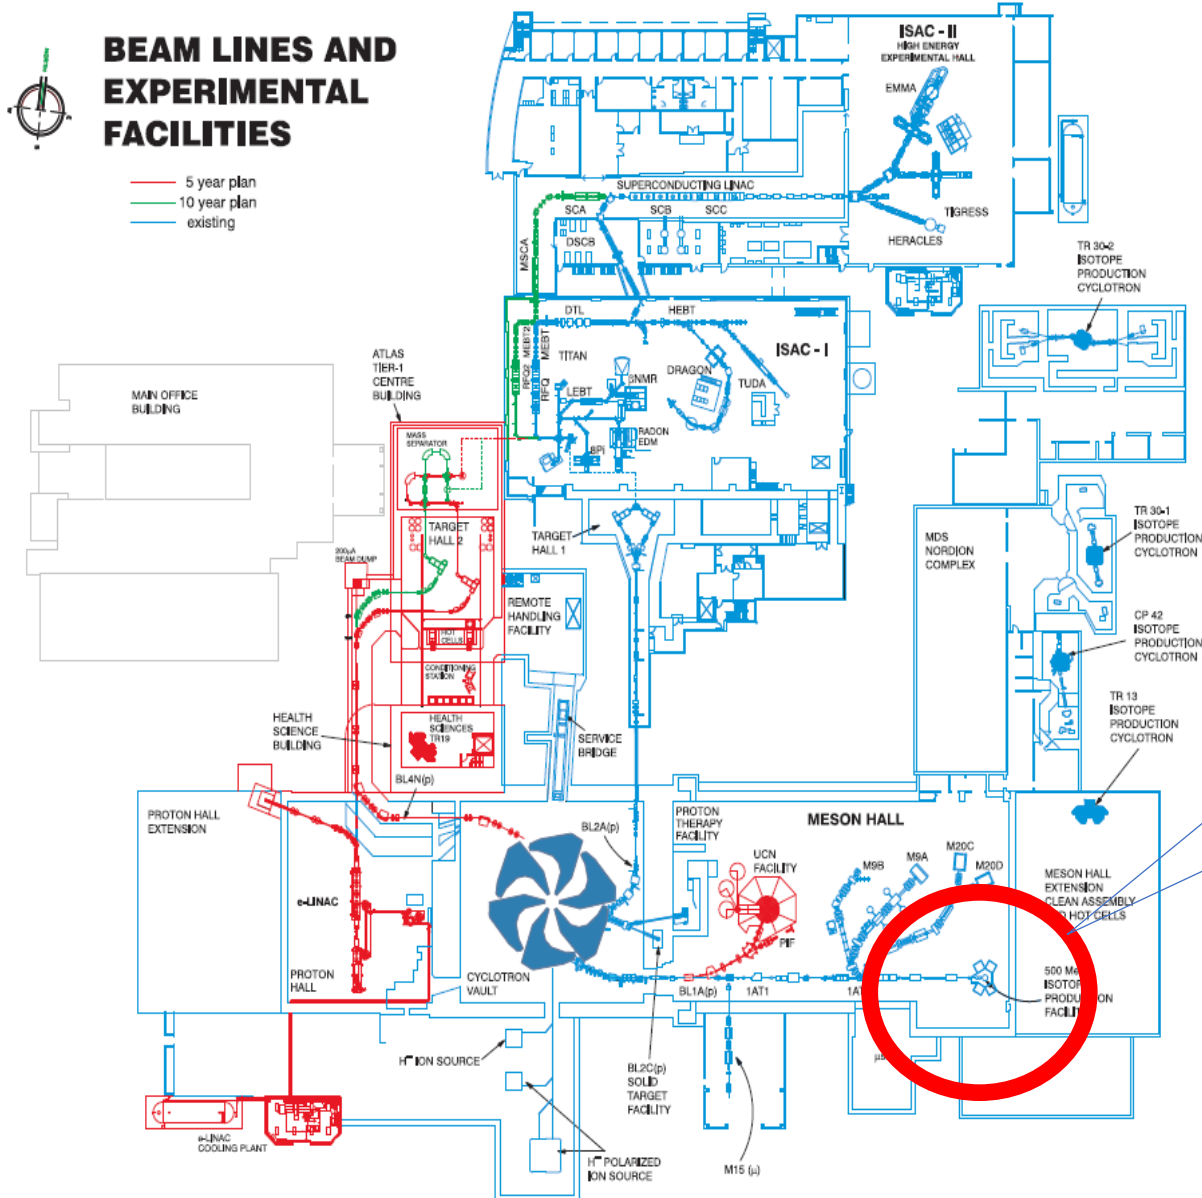 BEAM LINES AND
EXPERIMENTAL
FACILITIES
5 year plan
10 year plan
existing
ISAC - II
HIGH ENERGY
EXPERIMENTAL HALL
EMMA
SUPERCONDUCTING LINAC
SCA
SCB
SCC
TIGRESS
HERACLES
DSCB
MSCA
TR 30-2
ISOTOPE
PRODUCTION
CYCLOTRON
DTL
HEBT
MEBT2
MEBT
RFQ2
RFQ
TITAN
ISAC - I
LEBT
βNMR
DRAGON
TUDA
RADON
EDM
8Pi
ATLAS
TIER-1
CENTRE
BUILDING
MAIN OFFICE
BUILDING
MASS
SEPARATOR
TARGET
HALL 2
TARGET
HALL 1
200µA
BEAM DUMP
REMOTE
HANDLING
FACILITY
HOT
CELLS
CONDITIONING
STATION
MDS
NORDION
COMPLEX
TR 30-1
ISOTOPE
PRODUCTION
CYCLOTRON
CP 42
ISOTOPE
PRODUCTION
CYCLOTRON
TR 13
ISOTOPE
PRODUCTION
CYCLOTRON
HEALTH
SCIENCE
BUILDING
HEALTH
SCIENCES
TR19
SERVICE
BRIDGE
BL4N(p)
PROTON HALL
EXTENSION
BL2A(p)
PROTON
THERAPY
FACILITY
MESON HALL
UCN
FACILITY
M9B
M9A
M20C
M20D
MESON HALL
EXTENSION
CLEAN ASSEMBLY
HOT CELLS
e-LINAC
PIF
PROTON
HALL
CYCLOTRON
VAULT
BL1A(p)
1AT1
500
ISOTOPE
PRODUCTION
H⁻ ION SOURCE
BL2C(p)
SOLID
TARGET
FACILITY
e-LINAC
COOLING PLANT
H⁻ POLARIZED
ION SOURCE
M15 (µ)